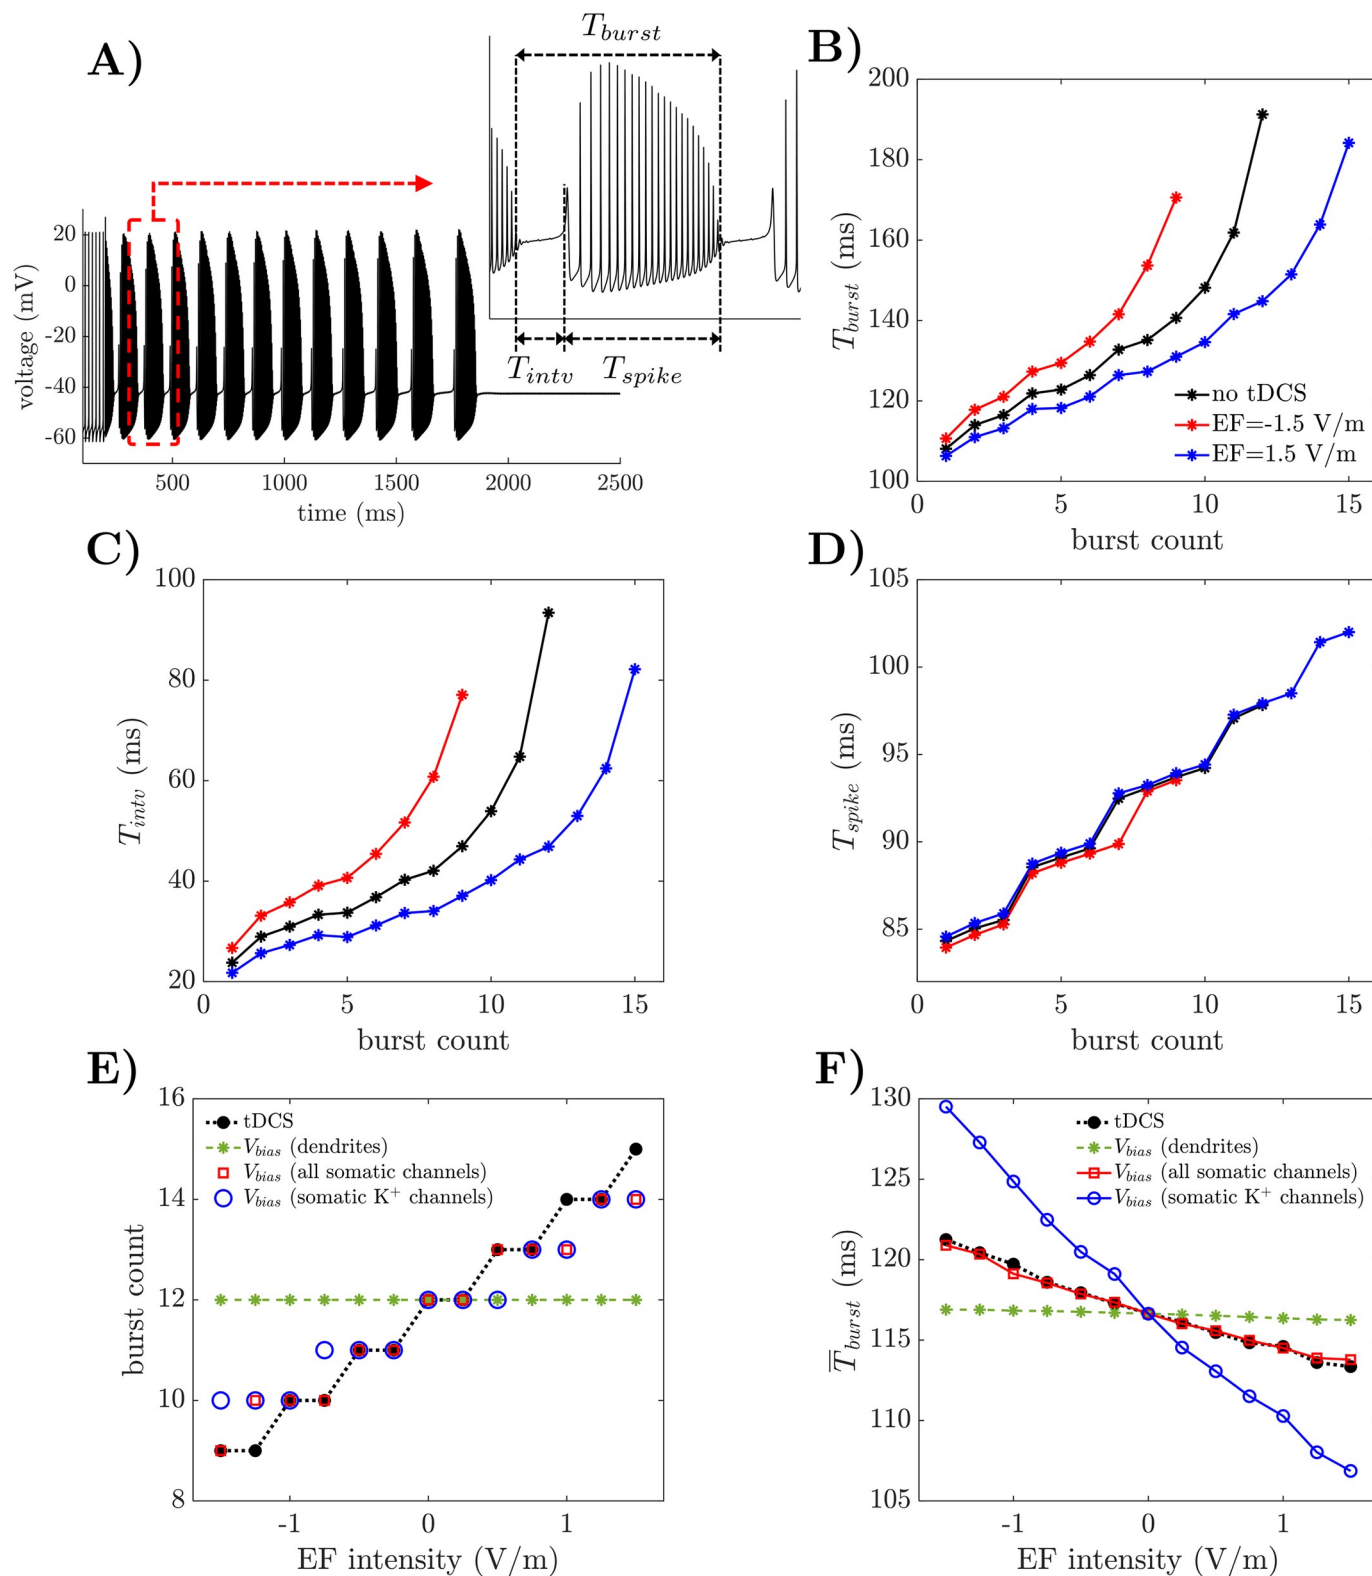 A)
T_burst
T_intv
T_spike
20
0
-20
-40
-60
voltage (mV)
500
1000
1500
2000
2500
time (ms)
B)
200
180
160
140
120
100
T_burst (ms)
no tDCS
EF=-1.5 V/m
EF=1.5 V/m
0
5
10
15
burst count
C)
100
80
60
40
20
T_intv (ms)
0
5
10
15
burst count
D)
105
100
95
90
85
T_spike (ms)
0
5
10
15
burst count
E)
16
14
12
10
8
burst count
tDCS
V_bias (dendrites)
V_bias (all somatic channels)
V_bias (somatic K⁺ channels)
-1
0
1
EF intensity (V/m)
F)
130
125
120
115
110
105
T̅_burst (ms)
tDCS
V_bias (dendrites)
V_bias (all somatic channels)
V_bias (somatic K⁺ channels)
-1
0
1
EF intensity (V/m)